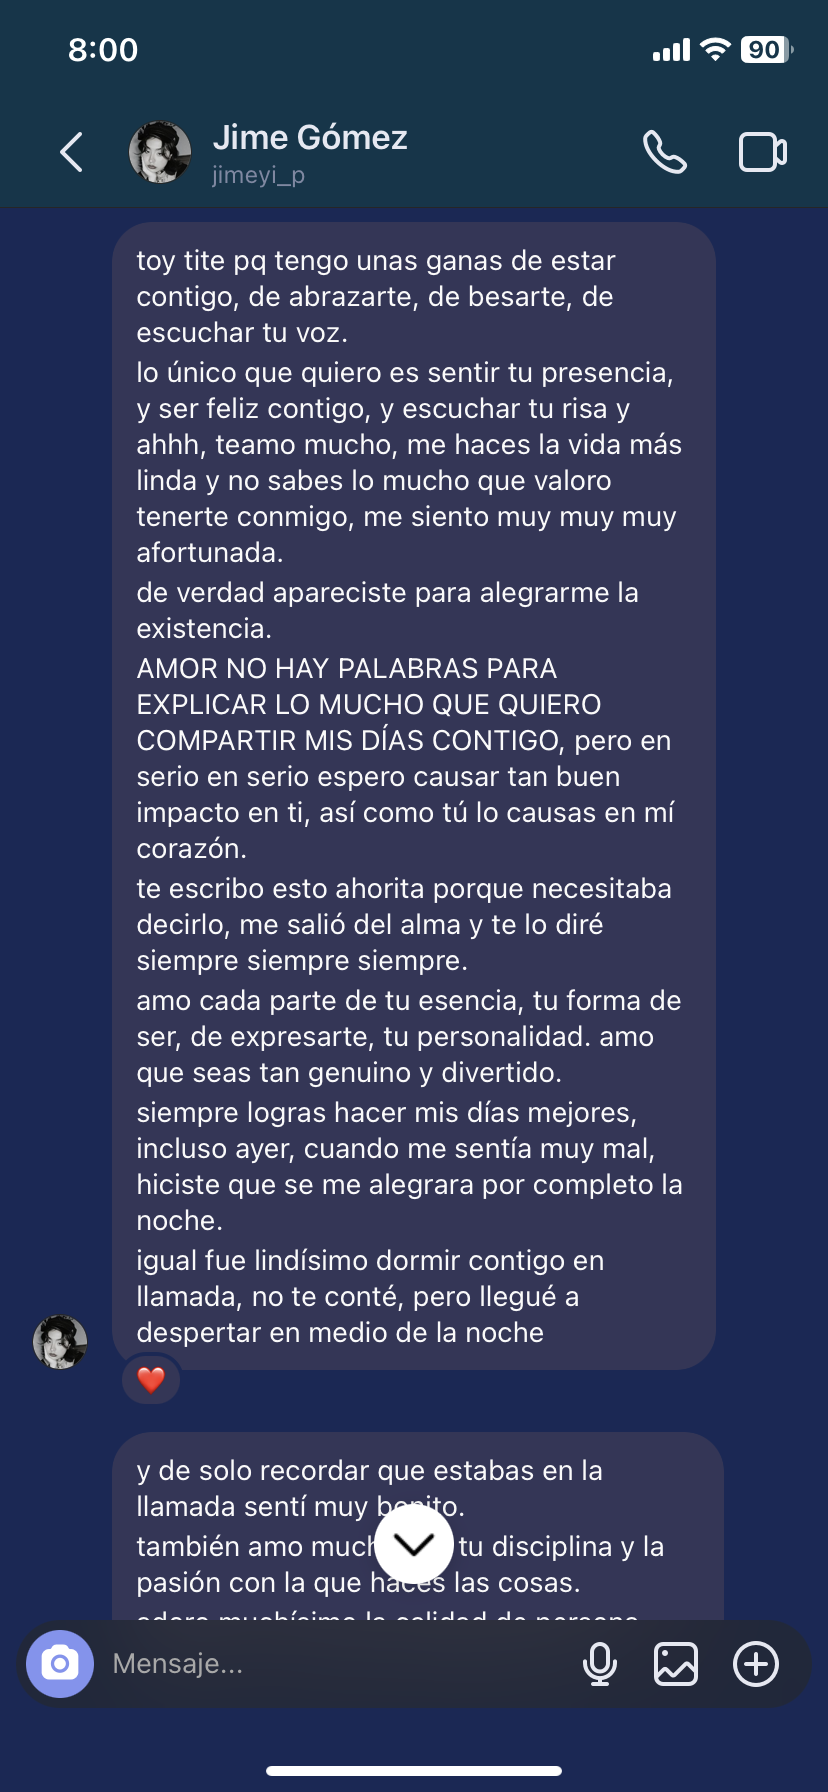 8:00
90
Jime Gómez
jimeyi_p
toy tite pq tengo unas ganas de estar
contigo, de abrazarte, de besarte, de
escuchar tu voz.
lo único que quiero es sentir tu presencia,
y ser feliz contigo, y escuchar tu risa y
ahhh, teamo mucho, me haces la vida más
linda y no sabes lo mucho que valoro
tenerte conmigo, me siento muy muy muy
afortunada.
de verdad apareciste para alegrarme la
existencia.
AMOR NO HAY PALABRAS PARA
EXPLICAR LO MUCHO QUE QUIERO
COMPARTIR MIS DÍAS CONTIGO, pero en
serio en serio espero causar tan buen
impacto en ti, así como tú lo causas en mí
corazón.
te escribo esto ahorita porque necesitaba
decirlo, me salió del alma y te lo diré
siempre siempre siempre.
amo cada parte de tu esencia, tu forma de
ser, de expresarte, tu personalidad. amo
que seas tan genuino y divertido.
siempre logras hacer mis días mejores,
incluso ayer, cuando me sentía muy mal,
hiciste que se me alegrara por completo la
noche.
igual fue lindísimo dormir contigo en
llamada, no te conté, pero llegué a
despertar en medio de la noche
y de solo recordar que estabas en la
llamada sentí muy bonito.
también amo tu disciplina y la
pasión con la que haces las cosas.
Mensaje...